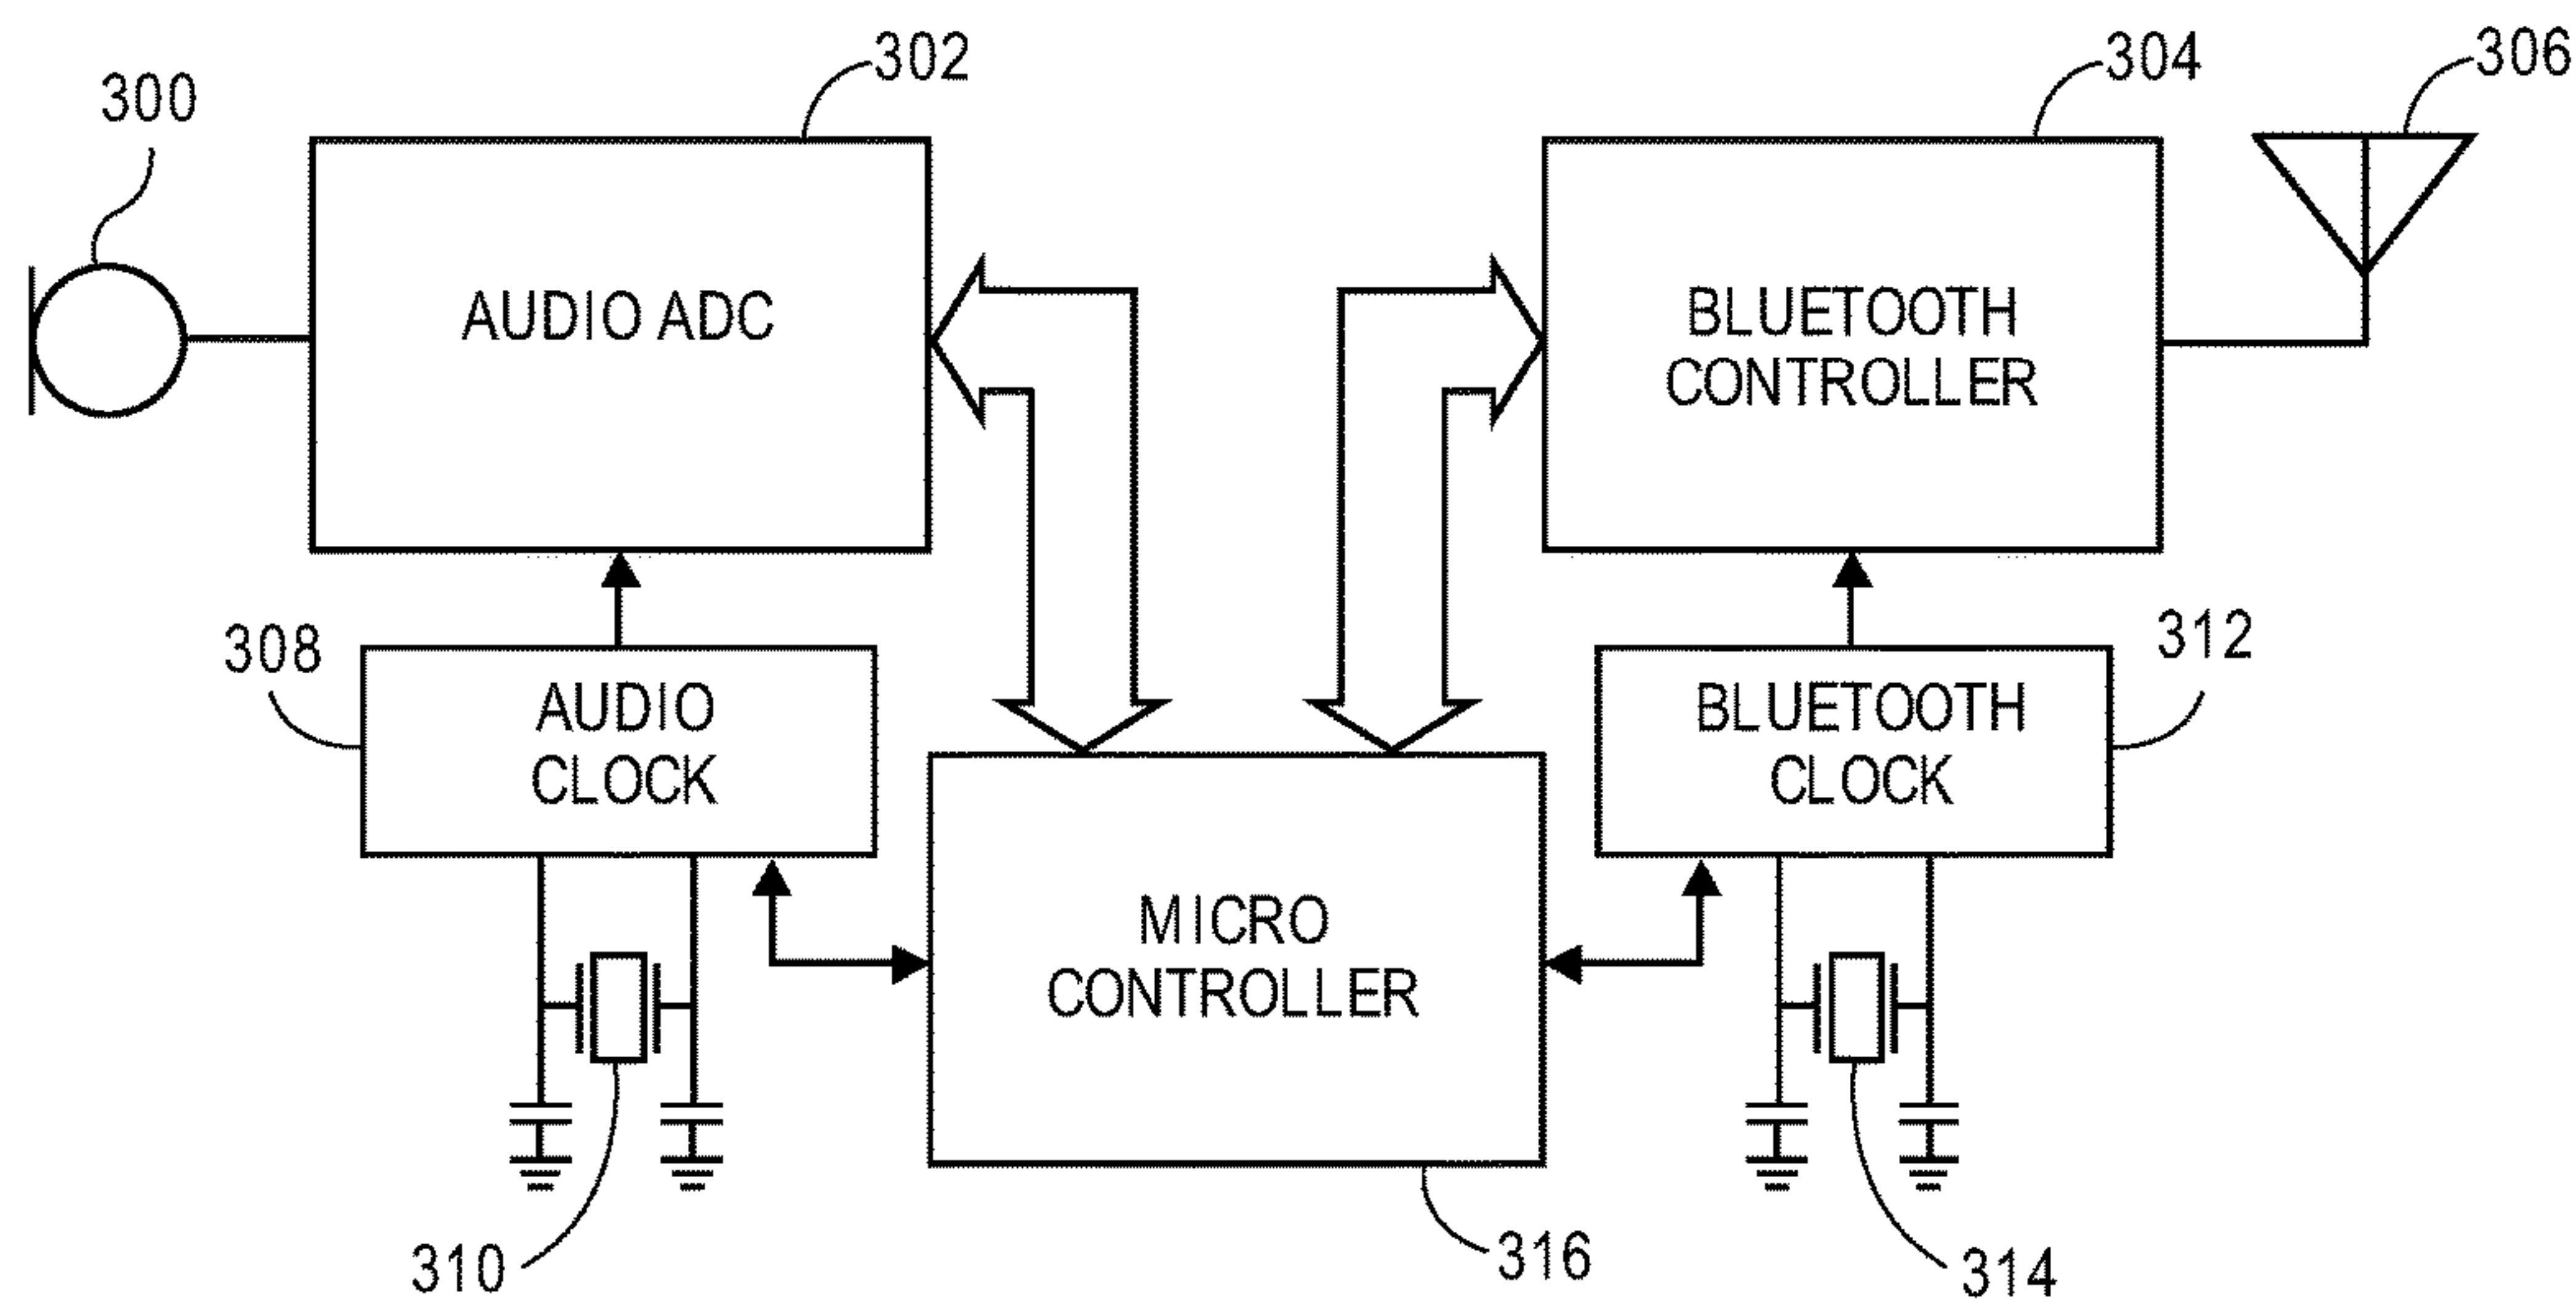 302
304
306
300
AUDIO ADC
BLUETOOTH
CONTROLLER
308
AUDIO
CLOCK
312
BLUETOOTH
CLOCK
MICRO
CONTROLLER
310
316
314